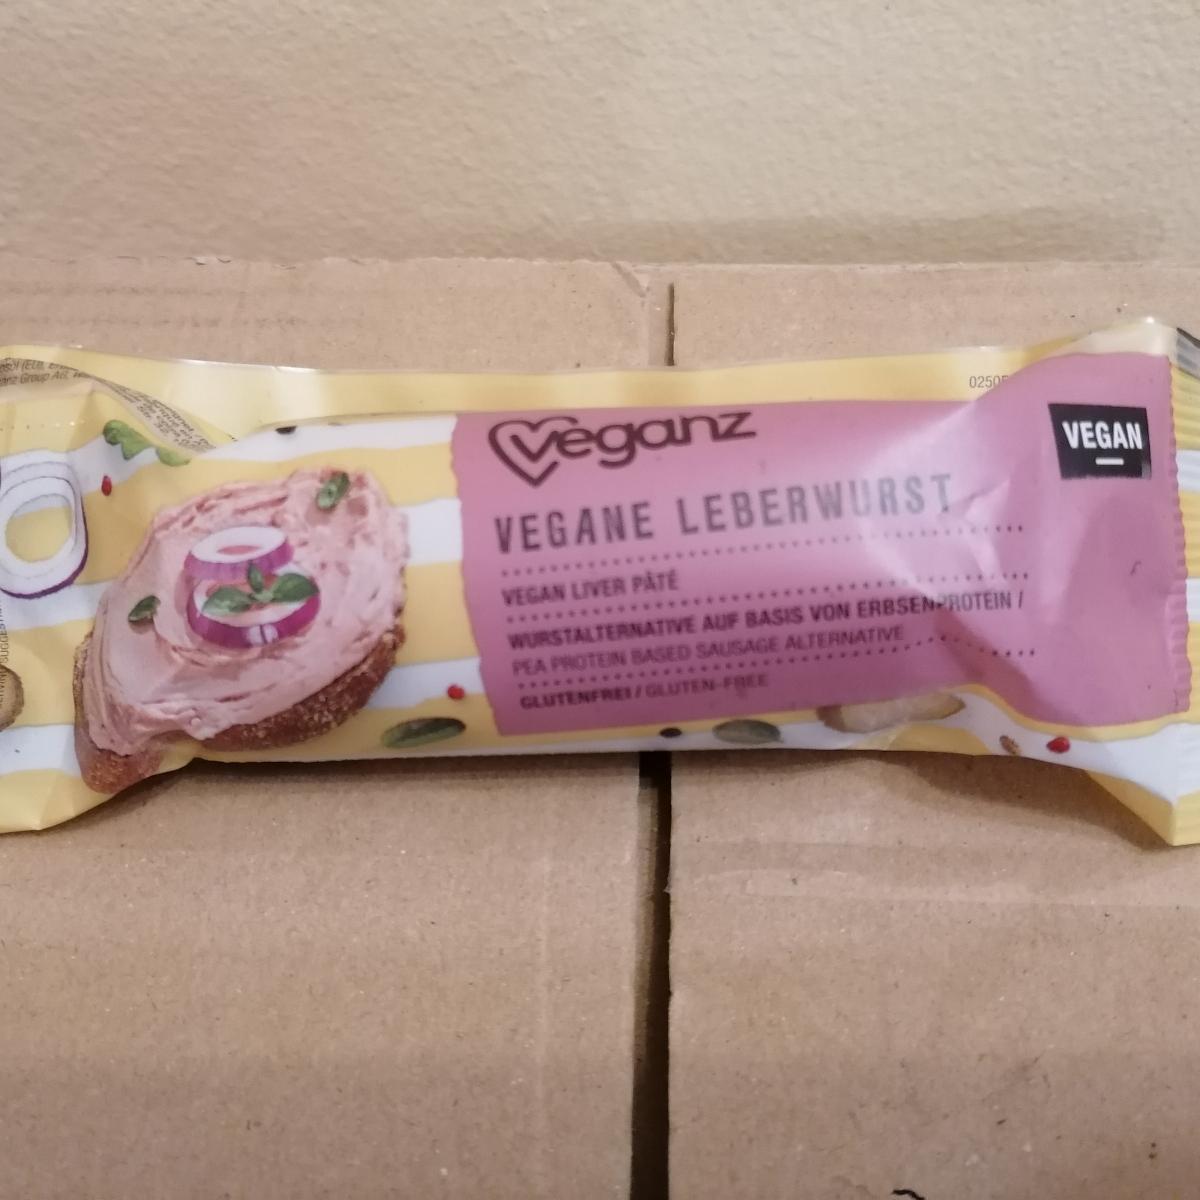 0250
veganz
VEGAN
VEGANE LEBERWURST
VEGAN LIVER PÂTÉ
WURSTALTERNATIVE AUF BASIS VON ERBSENPROTEIN /
PEA PROTEIN BASED SAUSAGE ALTERNATIVE
GLUTENFREI / GLUTEN-FREE